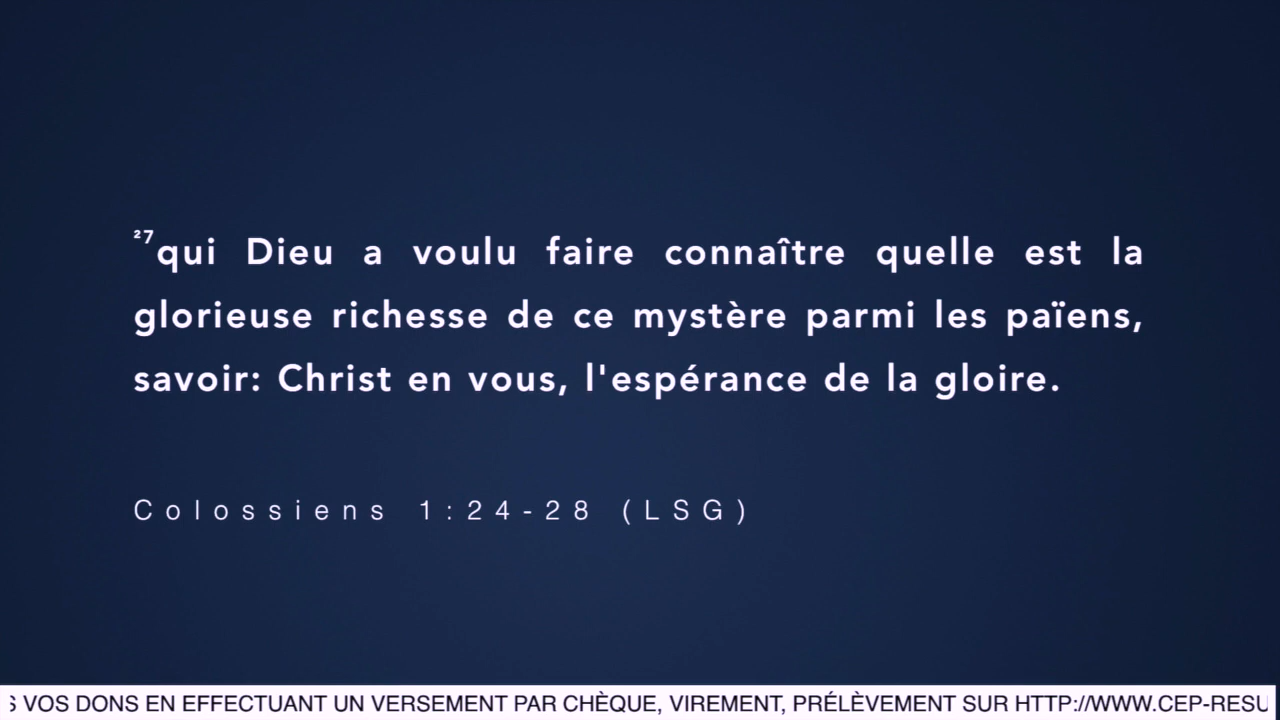 ²⁷qui Dieu a voulu faire connaître quelle est la
glorieuse richesse de ce mystère parmi les païens,
savoir: Christ en vous, l'espérance de la gloire.
Colossiens 1:24-28 (LSG)
VOS DONS EN EFFECTUANT UN VERSEMENT PAR CHÈQUE, VIREMENT, PRÉLÈVEMENT SUR HTTP://WWW.CEP-RESU